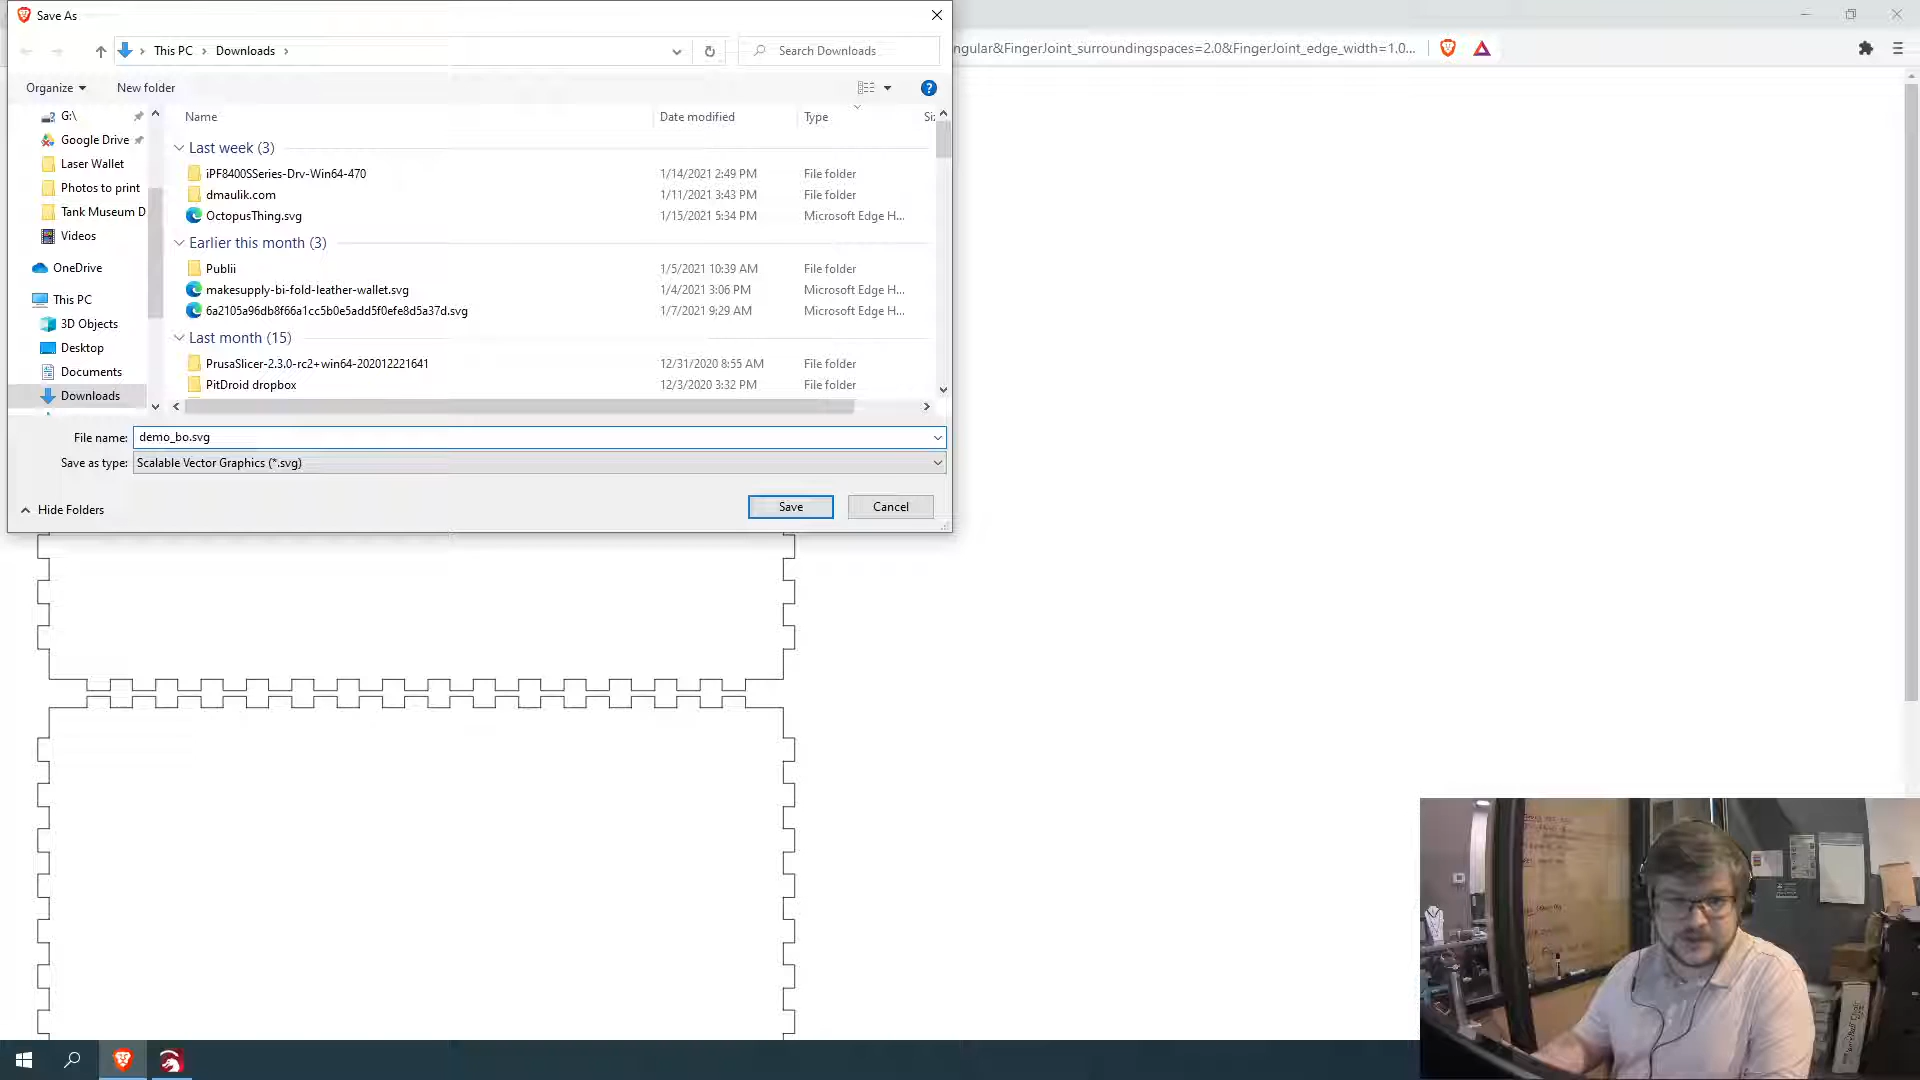 Save As
This PC
Downloads
Search Downloads
ngular&FingerJoint_surroundingspaces=2.0&FingerJoint_edge_width=1.0...
Organize
New folder
G:\
Google Drive
Laser Wallet
Photos to print
Tank Museum D
Videos
OneDrive
This PC
3D Objects
Desktop
Documents
Downloads
Name Date modified Type Siz
Last week (3)
iPF8400SSeries-Drv-Win64-470 1/14/2021 2:49 PM File folder
dmaulik.com 1/11/2021 3:43 PM File folder
OctopusThing.svg 1/15/2021 5:34 PM Microsoft Edge H...
Earlier this month (3)
Publii 1/5/2021 10:39 AM File folder
makesupply-bi-fold-leather-wallet.svg 1/4/2021 3:06 PM Microsoft Edge H...
6a2105a96db8f66a1cc5b0e5add5f0efe8d5a37d.svg 1/7/2021 9:29 AM Microsoft Edge H...
Last month (15)
PrusaSlicer-2.3.0-rc2+win64-202012221641 12/31/2020 8:55 AM File folder
PitDroid dropbox 12/3/2020 3:32 PM File folder
File name: demo_bo.svg
Save as type: Scalable Vector Graphics (*.svg)
Hide Folders
Save
Cancel